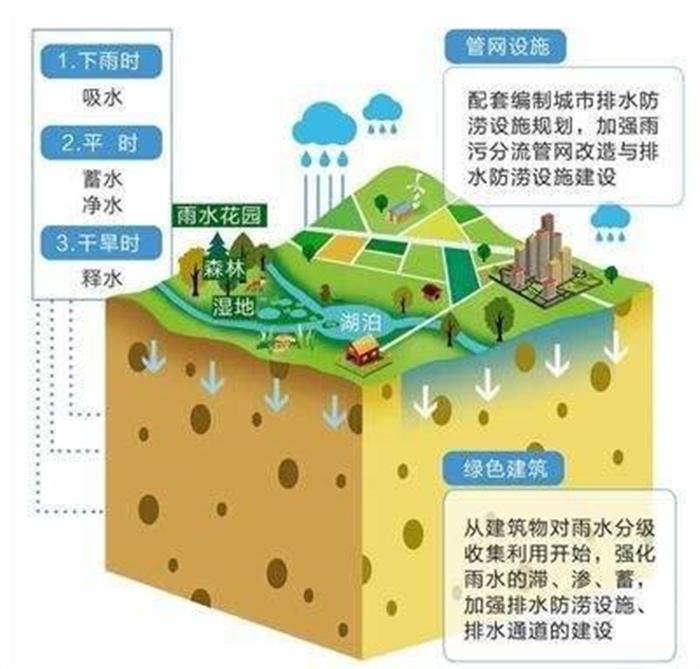 1.下雨时
吸水
2.平 时
蓄水
净水
3.干旱时
释水
管网设施
配套编制城市排水防
涝设施规划，加强雨
污分流管网改造与排
水防涝设施建设
雨水花园
森林
湿地
湖泊
绿色建筑
从建筑物对雨水分级
收集利用开始，强化
雨水的滞、渗、蓄，
加强排水防涝设施、
排水通道的建设